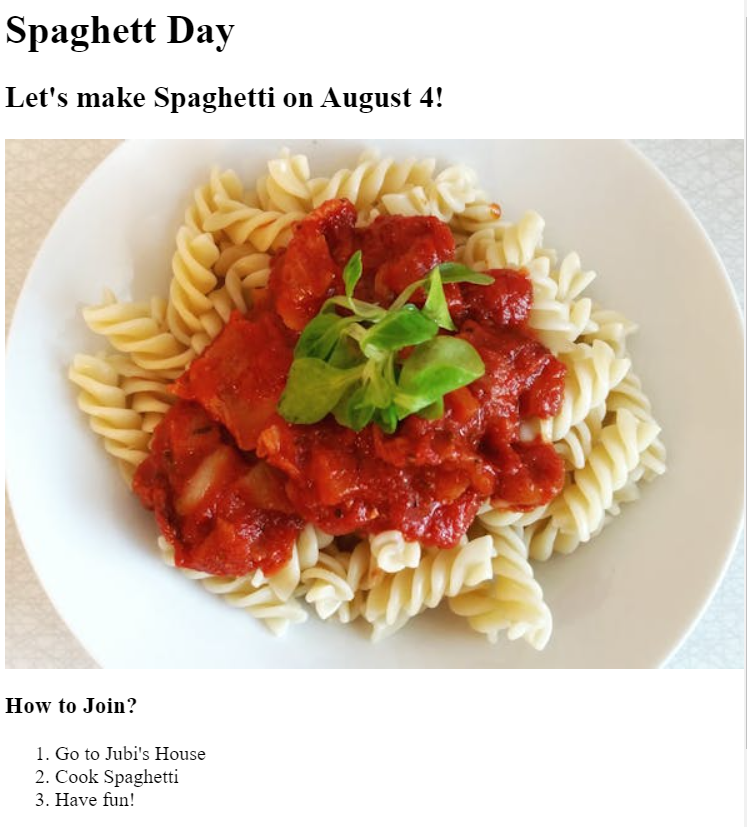 Spaghett Day
Let's make Spaghetti on August 4!
How to Join?
1. Go to Jubi's House
2. Cook Spaghetti
3. Have fun!